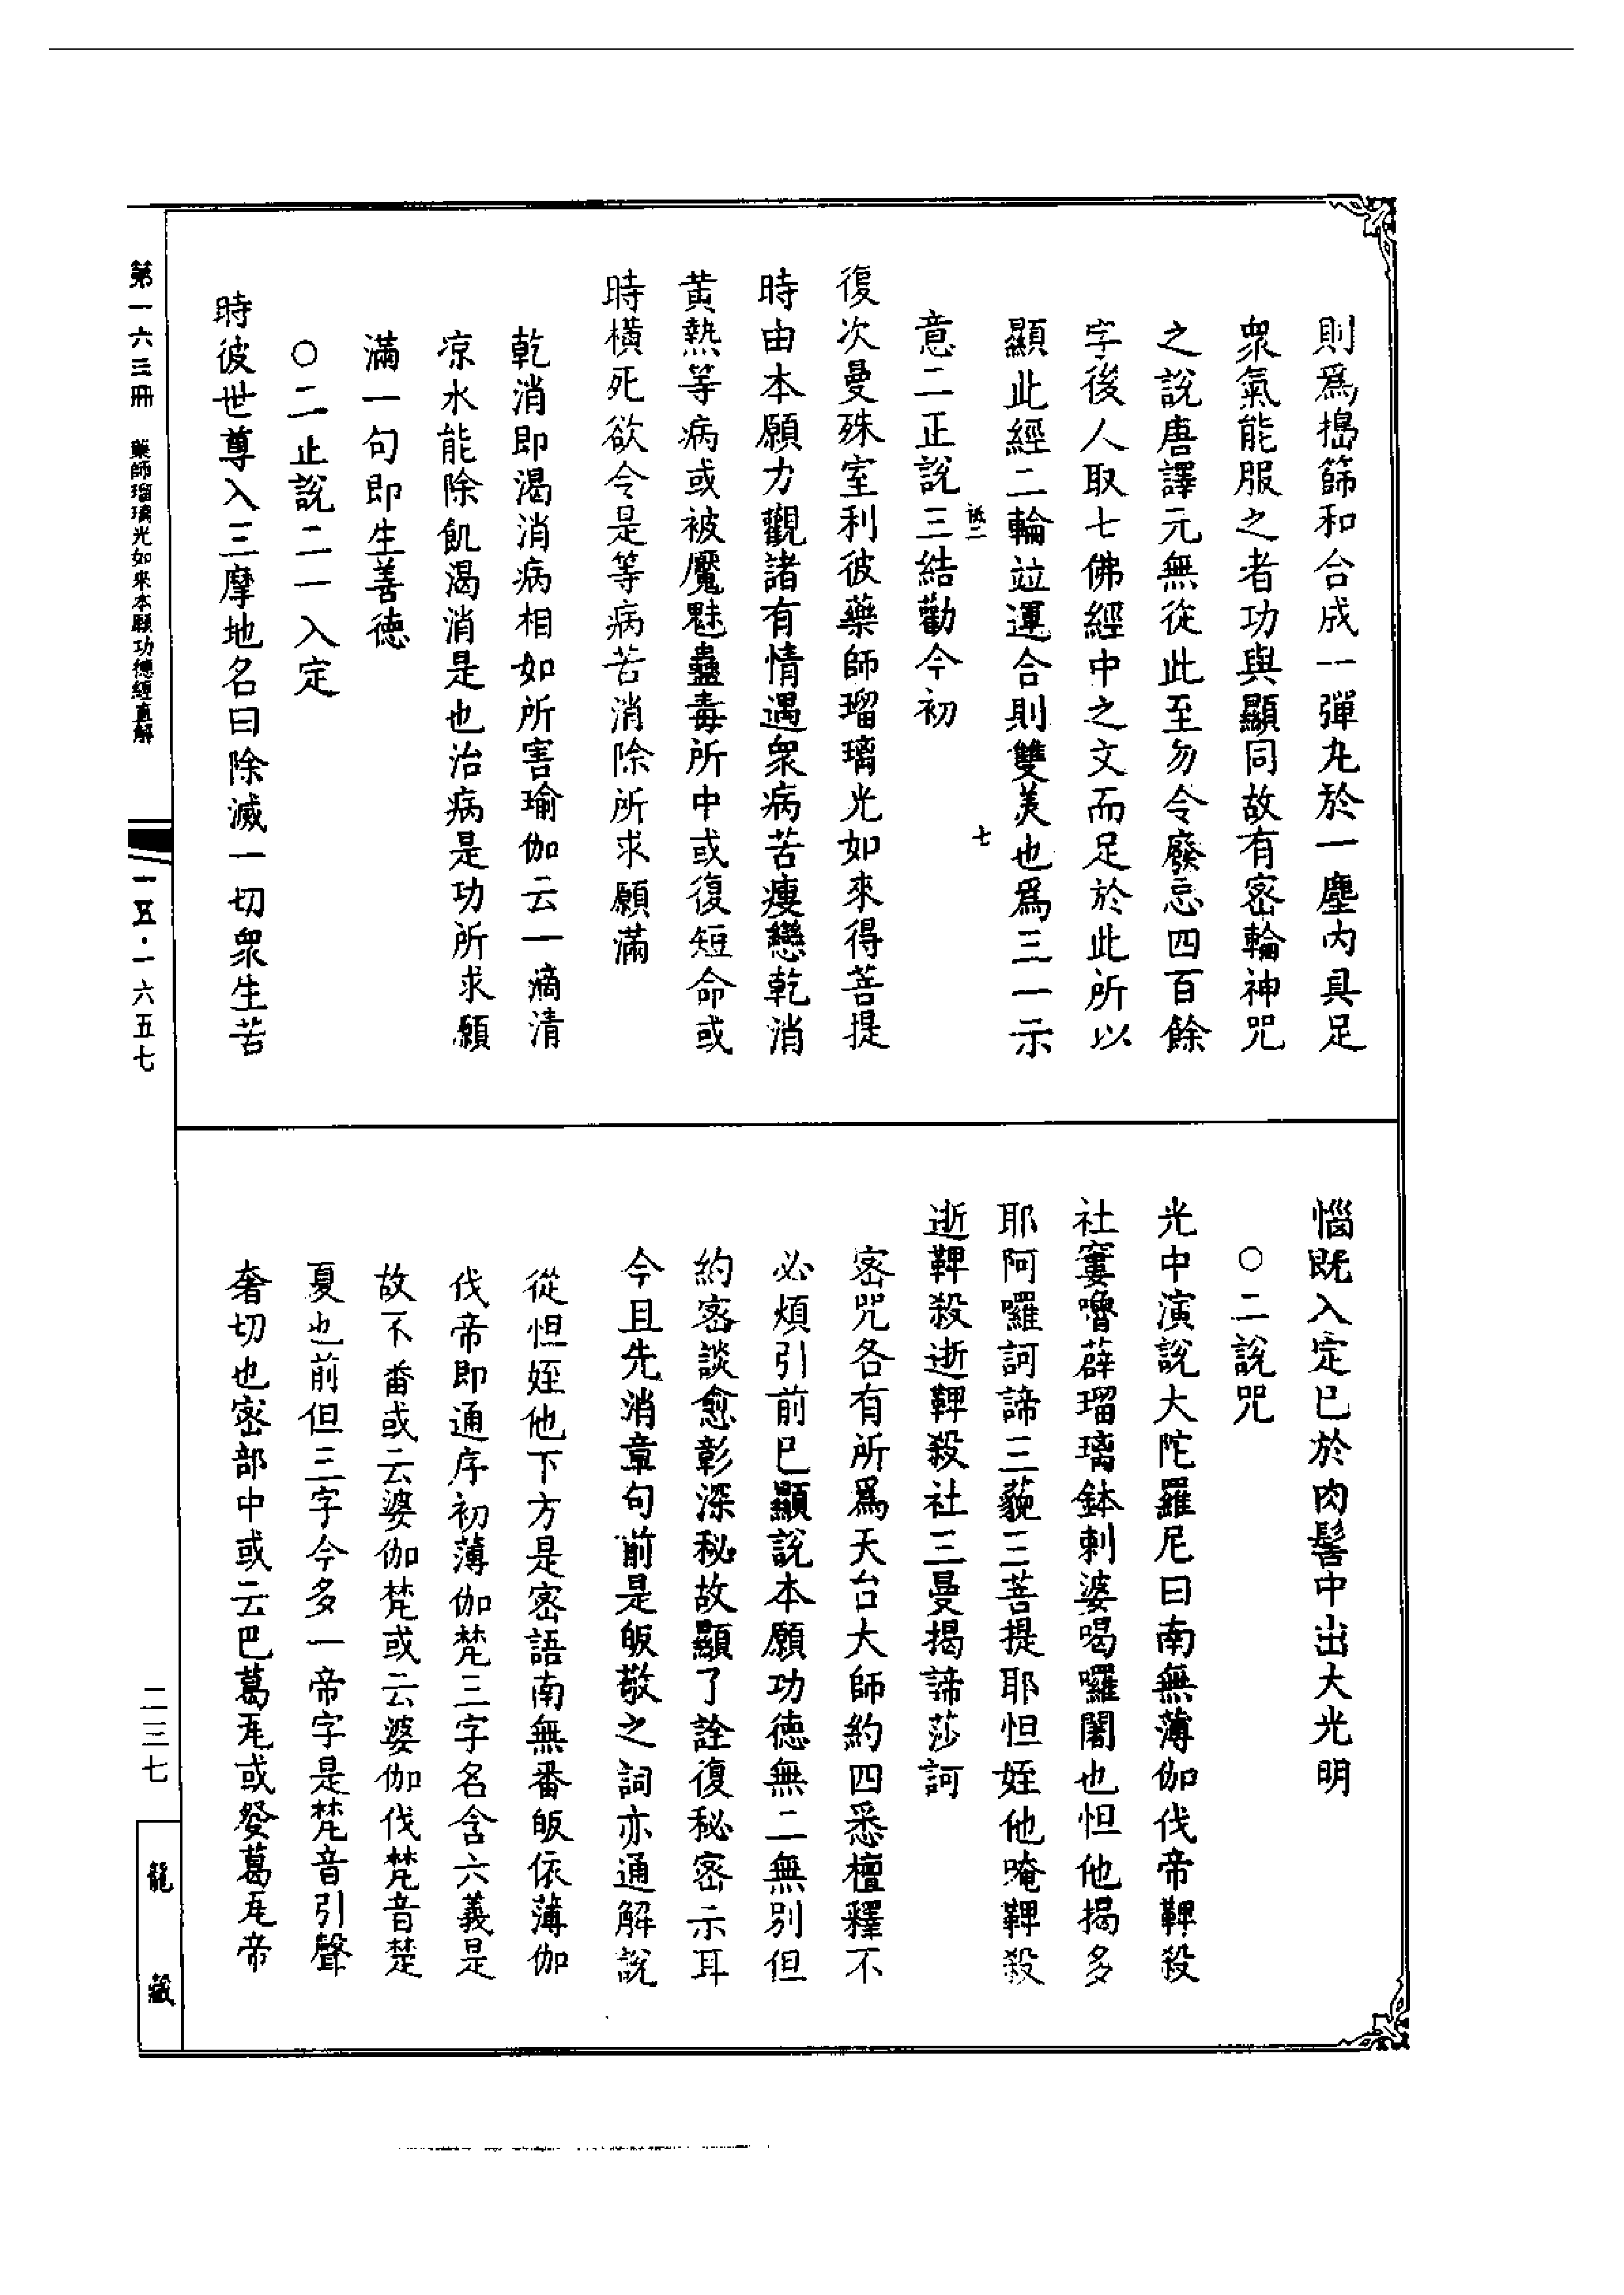 則爲搗篩和合成一彈丸於一塵內具足
衆氣能服之者功與顯同故有密輪神咒
之說唐譯元無從此至勿令廢忘四百餘
字後人取七佛經中之文而足於此所以
顯此經二輪竝運合則雙美也爲三一示
七
意二正說三結勸今初
復次曼殊室利彼藥師瑠璃光如來得菩提
時由本願力觀諸有情遇衆病苦瘦戀乾消
黃熱等病或被魘魅蠱毒所中或復短命或
時橫死欲令是等病苦消除所求願滿
乾消即渴消病相如所害瑜伽云一滴清
凉水能除飢渴消是也治病是功所求願
滿一句即生善德
○二正說二一入定
時彼世尊入三摩地名曰除滅一切衆生苦
惱既入定已於肉髻中出大光明
○二說咒
光中演說大陀羅尼曰南無薄伽伐帝鞞殺
社窶嚕薜瑠璃鉢剌婆喝囉闍也怛他揭多
耶阿囉訶諦三藐三菩提耶怛姪他唵鞞殺
逝鞞殺逝鞞殺社三曼揭諦莎訶
密咒各有所爲天台大師約四悉檀釋不
必煩引前已顯說本願功德無二無別但
約密談愈彰深秘故顯了詮復秘密示耳
今且先消章句前是皈敬之詞亦通解說
從怛姪他下方是密語南無番皈依薄伽
伐帝即通序初薄伽梵三字名含六義是
故不番或云婆伽梵或云婆伽伐梵音楚
夏也前但三字今多一帝字是梵音引聲
奢切也密部中或云巴葛瓦或發葛瓦帝
第一六三冊 藥師瑠璃光如來本願功德經直解
一五·一六五七
二三七
龍藏